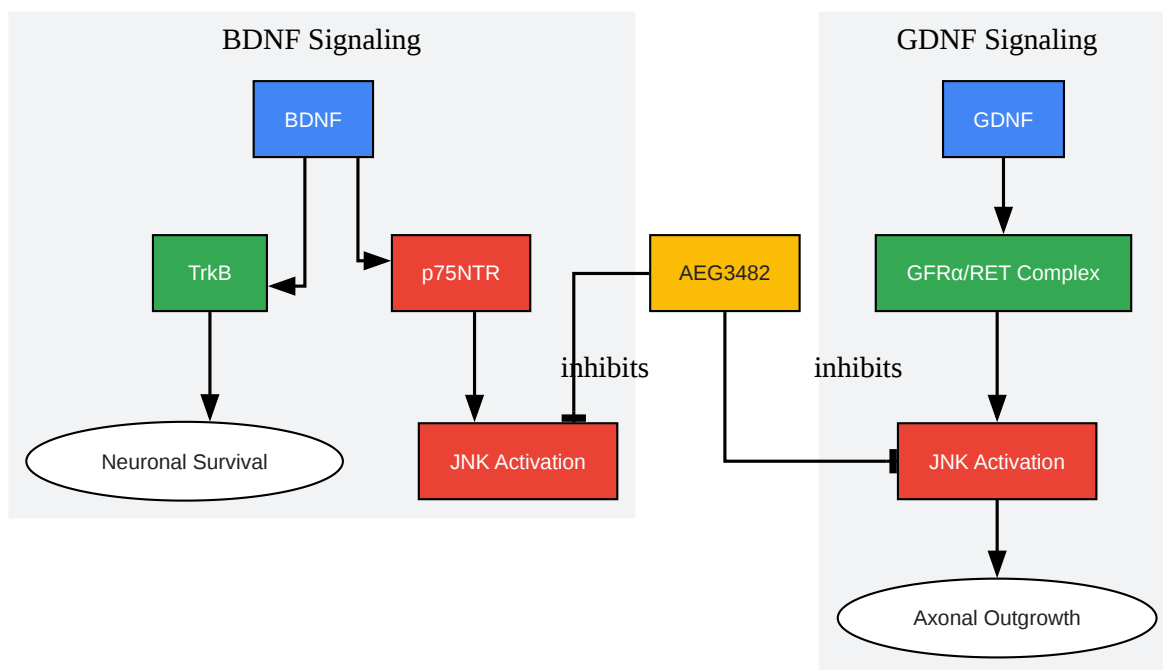 BDNF Signaling
GDNF Signaling
BDNF
GDNF
TrkB
p75NTR
AEG3482
GFRα/RET Complex
inhibits
inhibits
Neuronal Survival
JNK Activation
JNK Activation
Axonal Outgrowth